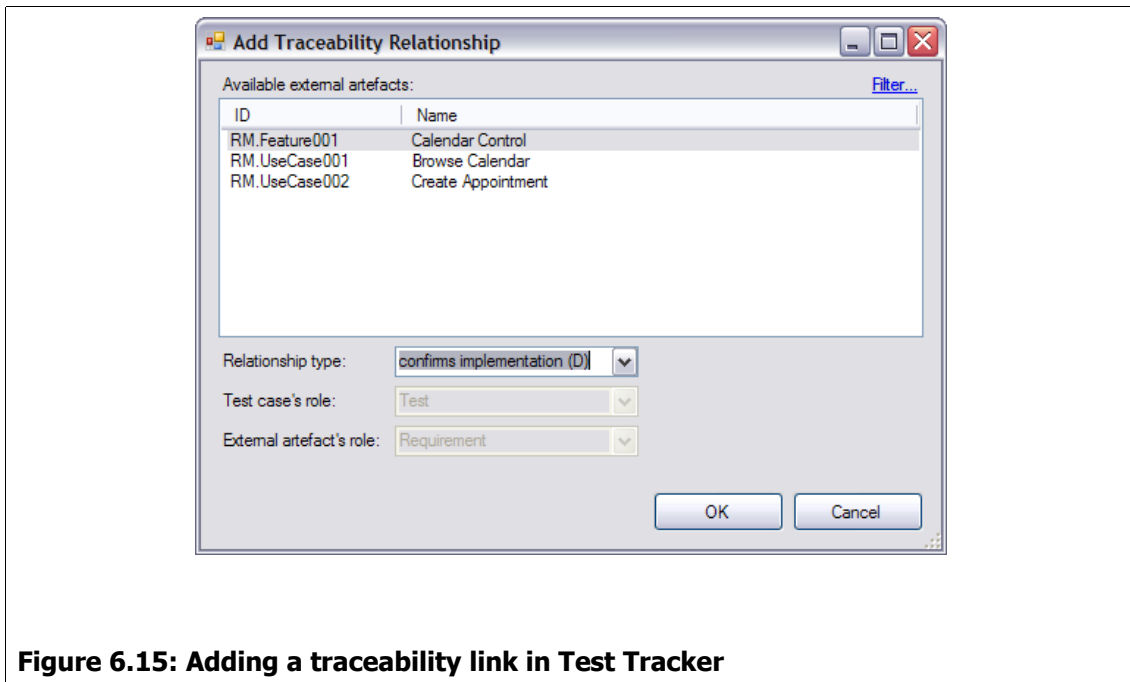 Add Traceability Relationship
Available external artefacts: Filter...
ID Name
RM.Feature001 Calendar Control
RM.UseCase001 Browse Calendar
RM.UseCase002 Create Appointment
Relationship type: confirms implementation (D)
Test case's role: Test
External artefact's role: Requirement
OK Cancel
Figure 6.15: Adding a traceability link in Test Tracker